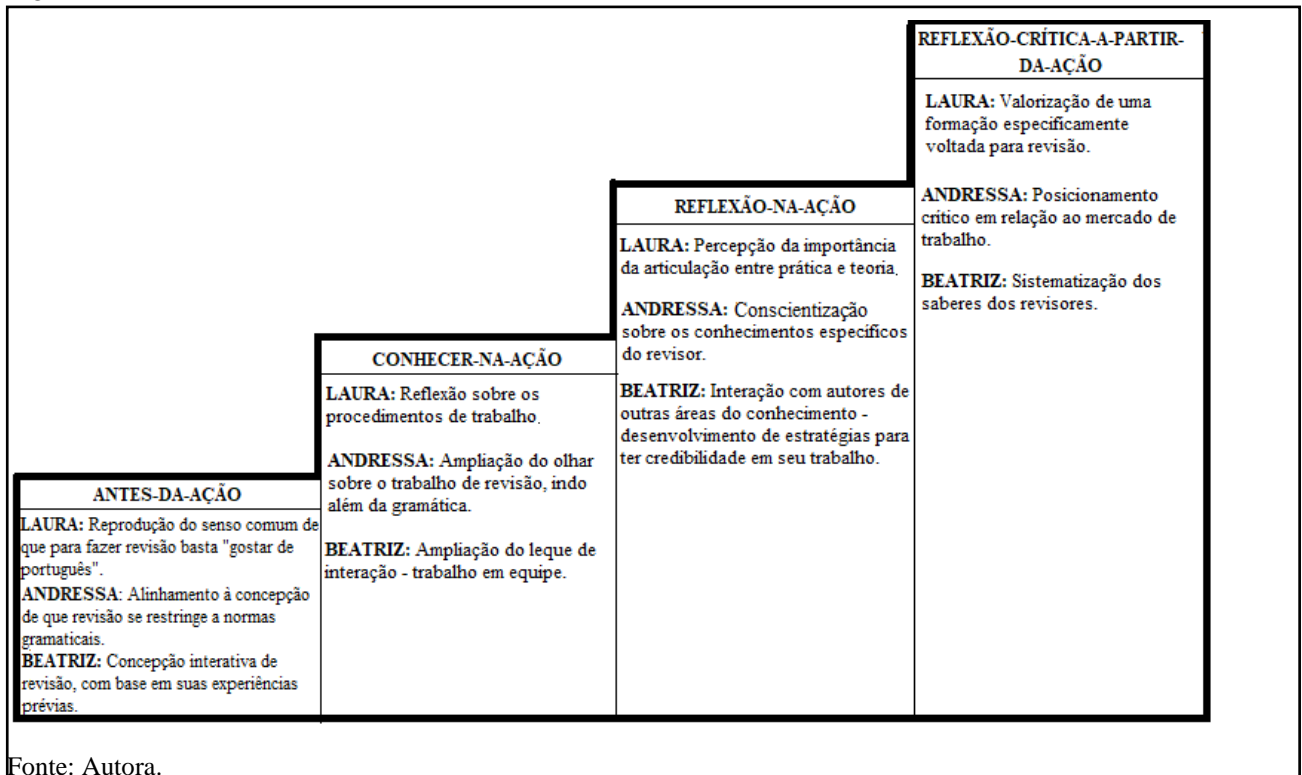 ANTES-DA-AÇÃO
LAURA: Reprodução do senso comum de
que para fazer revisão basta "gostar de
português".
ANDRESSA: Alinhamento à concepção
de que revisão se restringe a normas
gramaticais.
BEATRIZ: Concepção interativa de
revisão, com base em suas experiências
prévias.
CONHECER-NA-AÇÃO
LAURA: Reflexão sobre os
procedimentos de trabalho.
ANDRESSA: Ampliação do olhar
sobre o trabalho de revisão, indo
além da gramática.
BEATRIZ: Ampliação do leque de
interação - trabalho em equipe.
REFLEXÃO-NA-AÇÃO
LAURA: Percepção da importância
da articulação entre prática e teoria.
ANDRESSA: Conscientização
sobre os conhecimentos específicos
do revisor.
BEATRIZ: Interação com autores de
outras áreas do conhecimento -
desenvolvimento de estratégias para
ter credibilidade em seu trabalho.
REFLEXÃO-CRÍTICA-A-PARTIR-
DA-AÇÃO
LAURA: Valorização de uma
formação especificamente
voltada para revisão.
ANDRESSA: Posicionamento
critico em relação ao mercado de
trabalho.
BEATRIZ: Sistematização dos
saberes dos revisores.
Fonte: Autora.